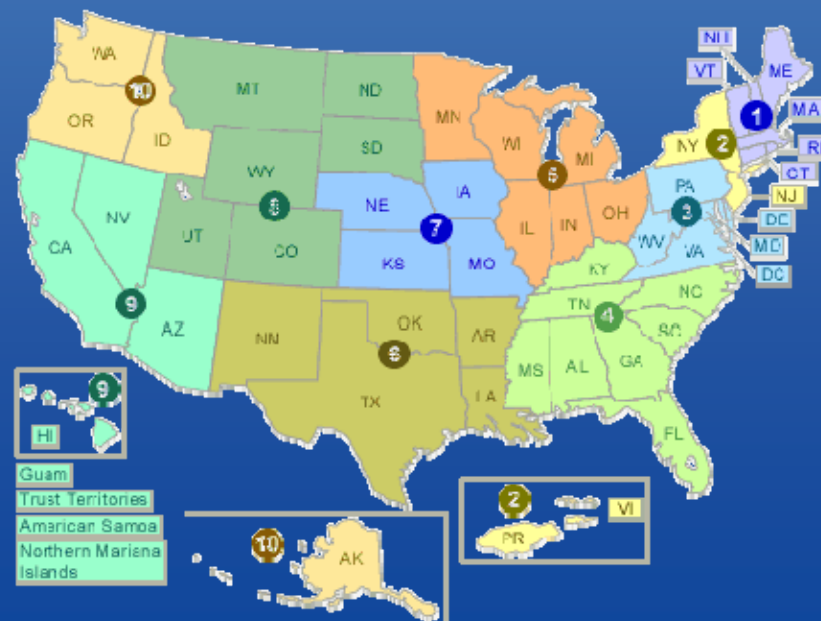 NH
WA
MT
ND
VT
ME
10
MN
MA
OR
ID
WI
MI
NY
2
1
SD
RI
WY
5
CT
IA
PA
NJ
NV
8
NE
7
IL
IN
OH
3
DC
CA
UT
CO
WV
MD
KS
MO
VA
DC
KY
9
AZ
NN
OK
AR
TN
NC
4
SC
6
MS
AL
GA
TX
LA
9
FL
HI
Guam
Trust Territories
American Samoa
Northern Mariana
Islands
10
AK
2
VI
PR